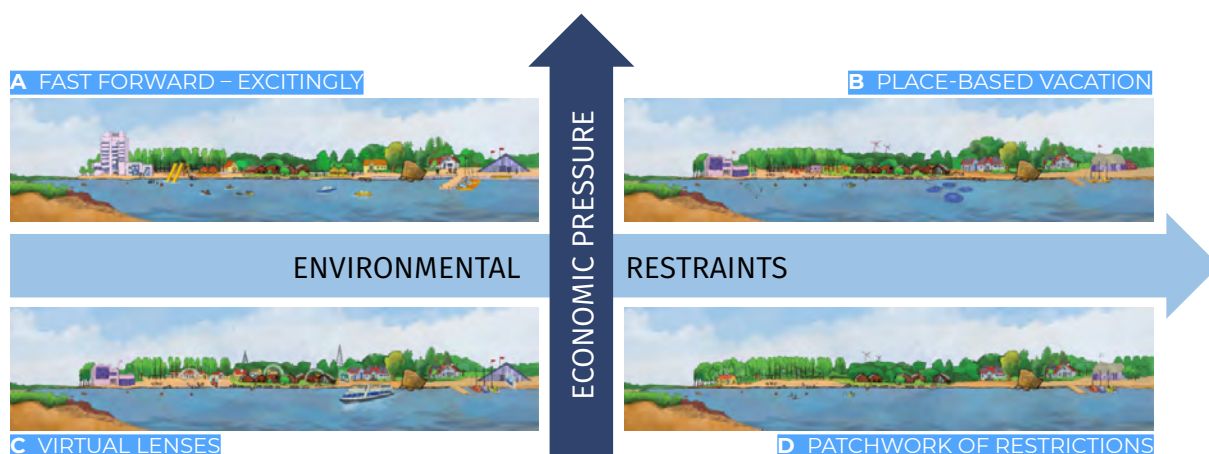 A FAST FORWARD – EXCITINGLY
B PLACE-BASED VACATION
ECONOMIC PRESSURE
ENVIRONMENTAL RESTRAINTS
C VIRTUAL LENSES
D PATCHWORK OF RESTRICTIONS